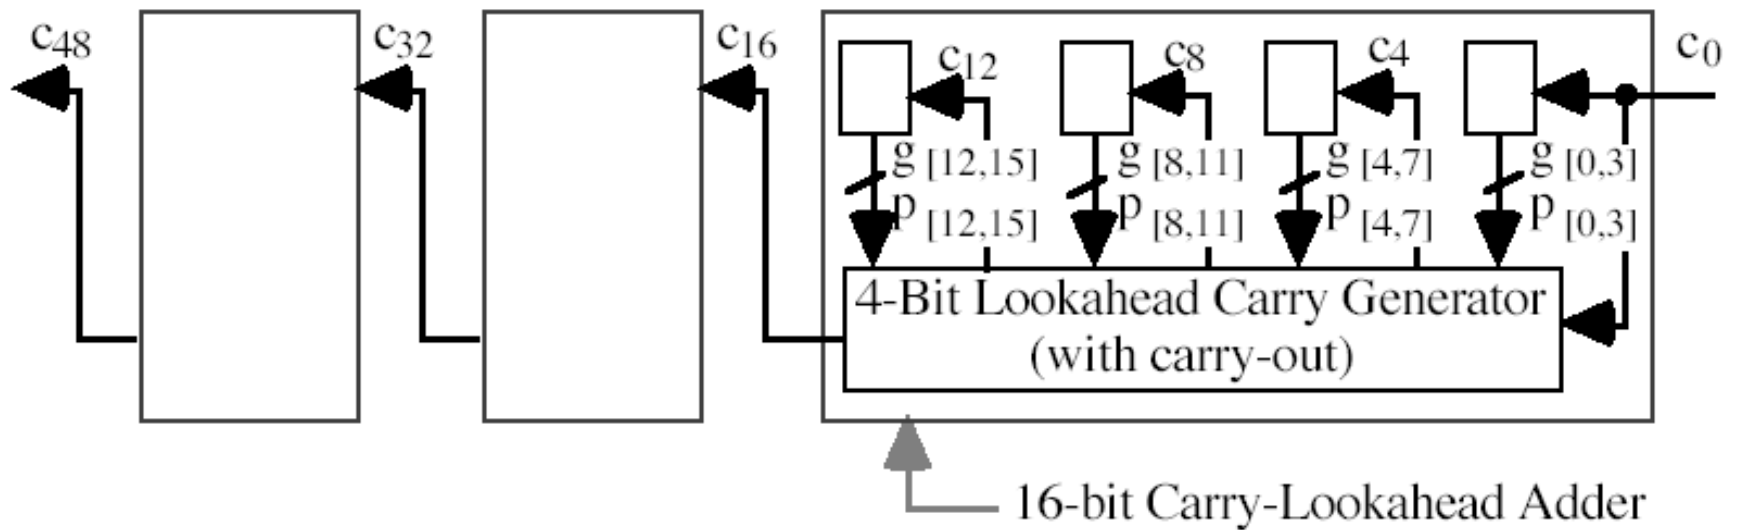 c48 c32 c16 c12 c8 c4 c0
g [12,15] g [8,11] g [4,7] g [0,3]
p [12,15] p [8,11] p [4,7] p [0,3]
4-Bit Lookahead Carry Generator
(with carry-out)
16-bit Carry-Lookahead Adder